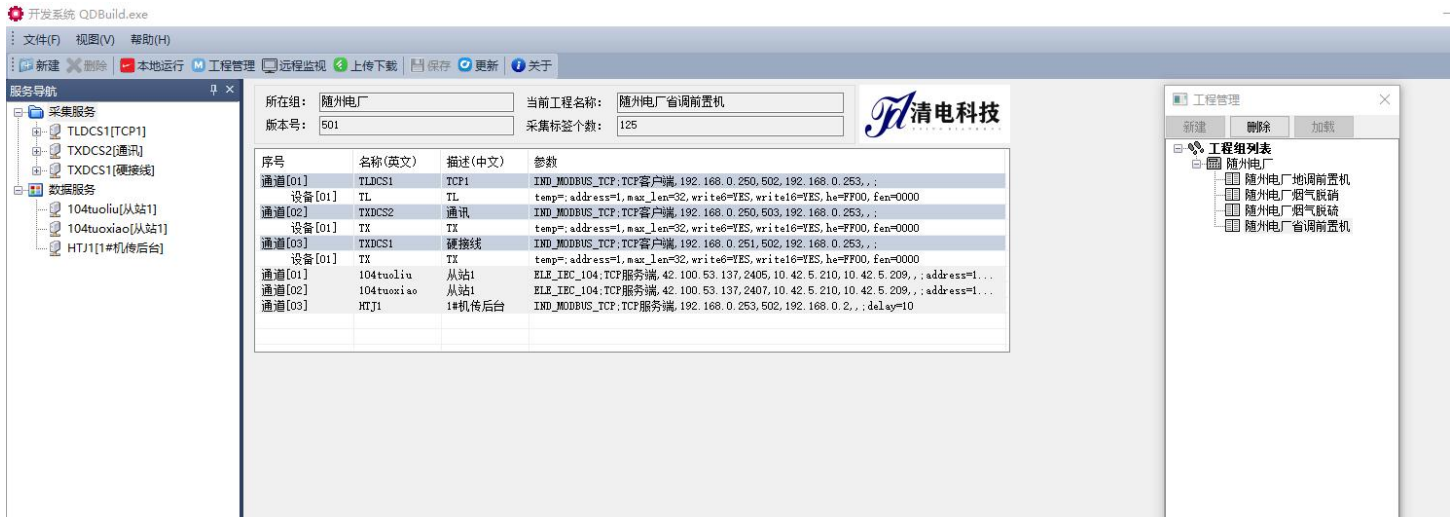 开发系统 QDBuild.exe
文件(F) 视图(V) 帮助(H)
新建 删除 本地运行 工程管理 远程监视 上传下载 保存 更新 关于
服务导航
采集服务
TLDCS1[TCP1]
TXDCS2[通讯]
TXDCS1[硬接线]
数据服务
104tuoliu[从站1]
104tuoxiao[从站1]
HTJ1[1#机传后台]
所在组: 随州电厂 当前工程名称: 随州电厂省调前置机
版本号: 501 采集标签个数: 125
清电科技
序号 名称(英文) 描述(中文) 参数
通道[01] TLDCS1 TCP1 IND_MODBUS_TCP;TCP客户端,192.168.0.250,502,192.168.0.253,,;
设备[01] TL TL temp=;address=1,max_len=32,write6=YES,write16=YES,he=FF00,fen=0000
通道[02] TXDCS2 通讯 IND_MODBUS_TCP;TCP客户端,192.168.0.250,503,192.168.0.253,,;
设备[01] TX TX temp=;address=1,max_len=32,write6=YES,write16=YES,he=FF00,fen=0000
通道[03] TXDCS1 硬接线 IND_MODBUS_TCP;TCP客户端,192.168.0.251,502,192.168.0.253,,;
设备[01] TX TX temp=;address=1,max_len=32,write6=YES,write16=YES,he=FF00,fen=0000
通道[01] 104tuoliu 从站1 ELE_IEC_104;TCP服务端,42.100.53.137,2405,10.42.5.210,10.42.5.209,,;address=1...
通道[02] 104tuoxiao 从站1 ELE_IEC_104;TCP服务端,42.100.53.137,2407,10.42.5.210,10.42.5.209,,;address=1...
通道[03] HTJ1 1#机传后台 IND_MODBUS_TCP;TCP服务端,192.168.0.253,502,192.168.0.2,,;delay=10
工程管理
新建 删除 加载
工程组列表
随州电厂
随州电厂地调前置机
随州电厂烟气脱硝
随州电厂烟气脱硫
随州电厂省调前置机